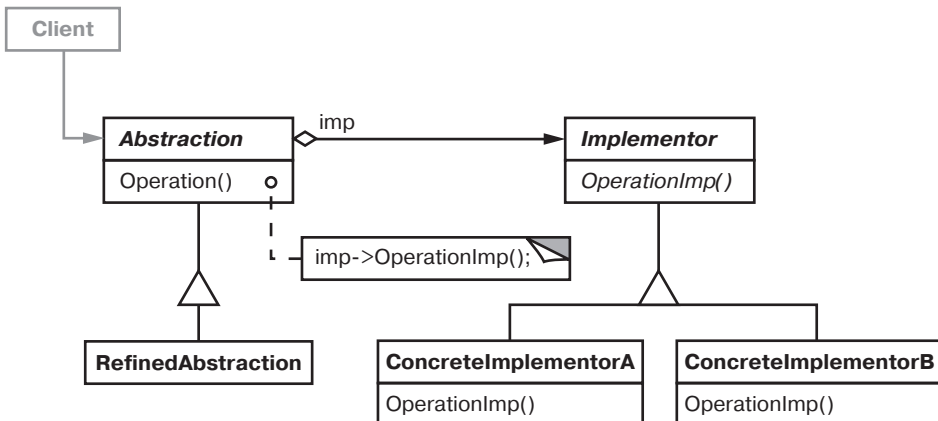 Client
imp
Abstraction
Implementor
Operation()
OperationImp()
imp->OperationImp();
RefinedAbstraction
ConcreteImplementorA
ConcreteImplementorB
OperationImp()
OperationImp()